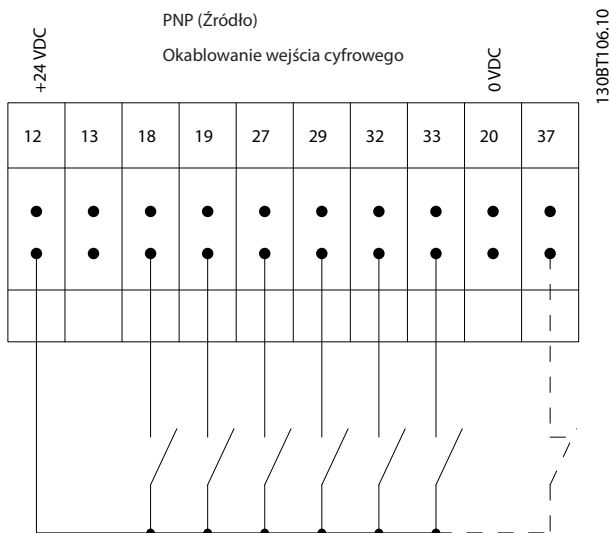 PNP (Źródło)
Okablowanie wejścia cyfrowego
+24 VDC
0 VDC
130BT106.10
12 13 18 19 27 29 32 33 20 37